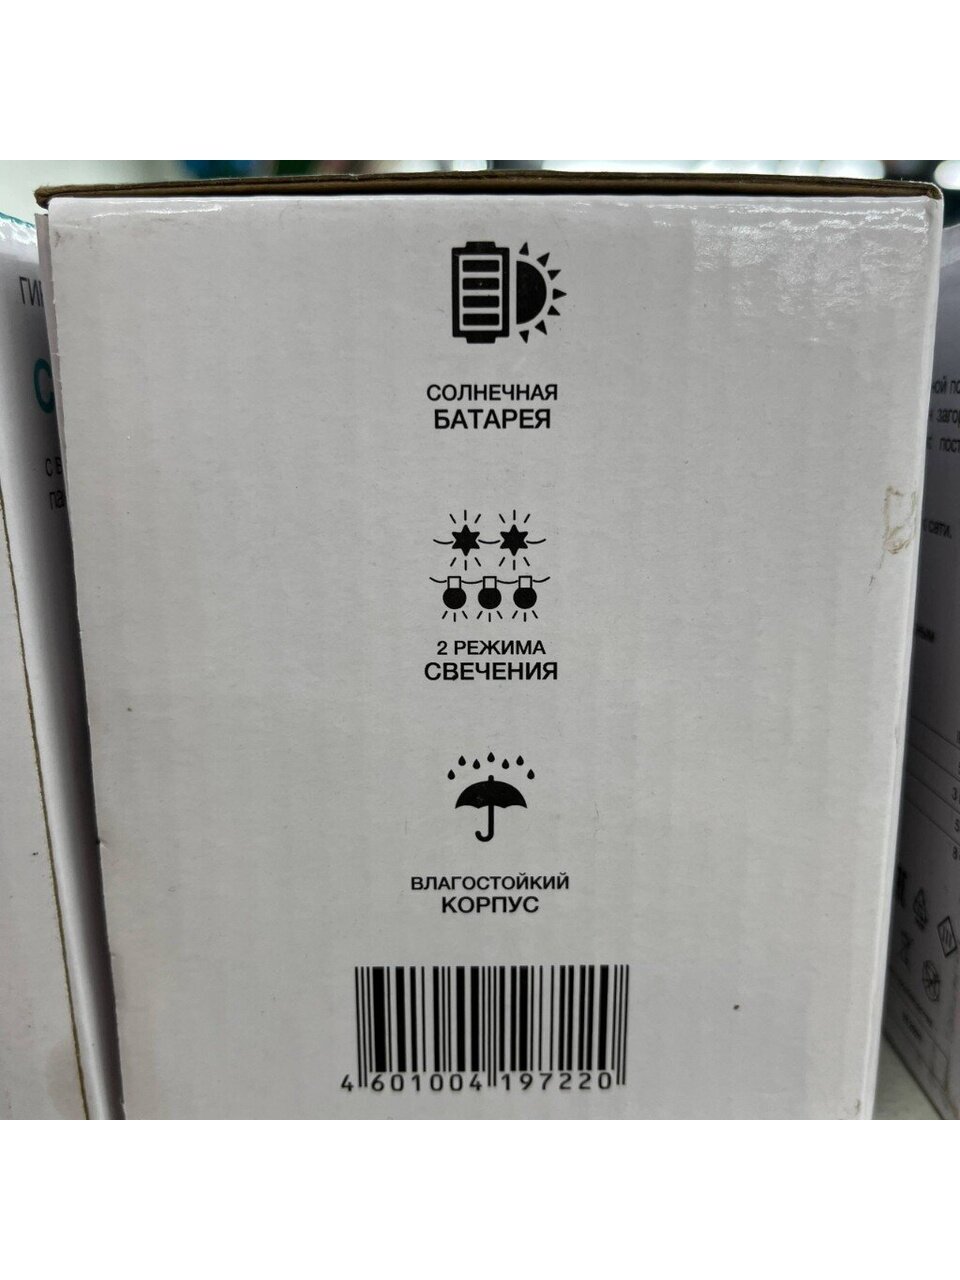 СОЛНЕЧНАЯ
БАТАРЕЯ
2 РЕЖИМА
СВЕЧЕНИЯ
ВЛАГОСТОЙКИЙ
КОРПУС
4 601004 197220